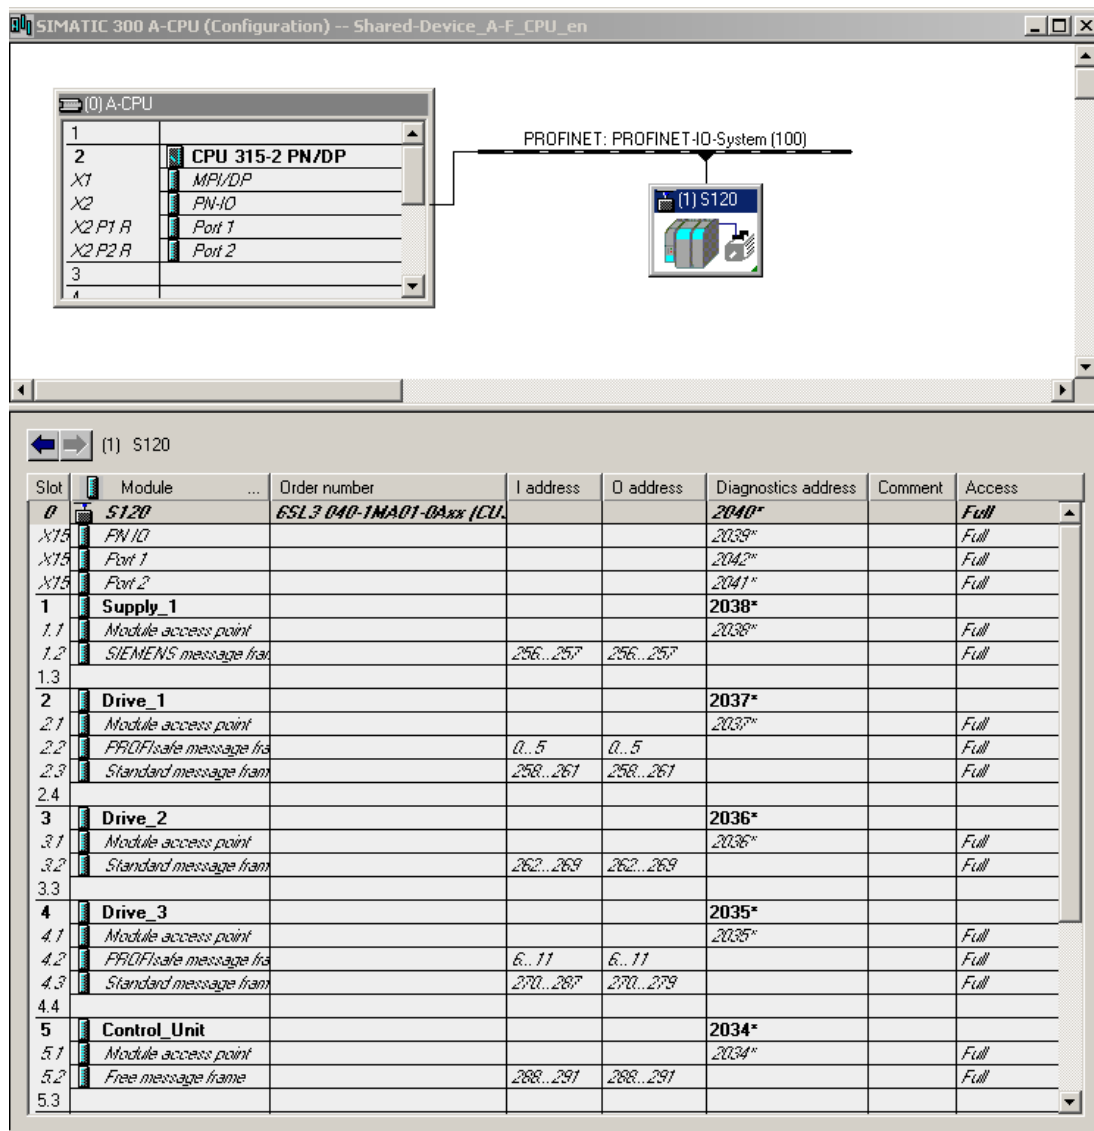 SIMATIC 300 A-CPU (Configuration) -- Shared-Device_A-F_CPU_en
(0) A-CPU
1
2 CPU 315-2 PN/DP
X1 MPI/DP
X2 PN-IO
X2 P1 R Port 1
X2 P2 R Port 2
3
4
PROFINET: PROFINET-IO-System (100)
(1) S120
(1) S120
Slot Module ... Order number I address O address Diagnostics address Comment Access
0 S120 6SL3 040-1MA01-0Axx (CU. 2040* Full
X15 PN IO 2039* Full
X15 Port 1 2042* Full
X15 Port 2 2041* Full
1 Supply_1 2038*
1.1 Module access point 2038* Full
1.2 SIEMENS message fran 256...257 256...257 Full
1.3
2 Drive_1 2037*
2.1 Module access point 2037* Full
2.2 PROFIsafe message fra 0...5 0...5 Full
2.3 Standard message fram 258...261 258...261 Full
2.4
3 Drive_2 2036*
3.1 Module access point 2036* Full
3.2 Standard message fram 262...269 262...269 Full
3.3
4 Drive_3 2035*
4.1 Module access point 2035* Full
4.2 PROFIsafe message fra 6...11 6...11 Full
4.3 Standard message fram 270...287 270...279 Full
4.4
5 Control_Unit 2034*
5.1 Module access point 2034* Full
5.2 Free message frame 288...291 288...291 Full
5.3